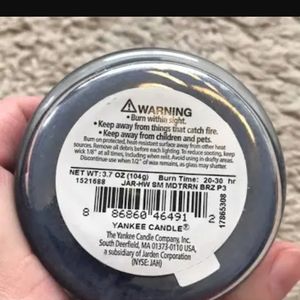 WARNING
• Burn within sight.
• Keep away from things that catch fire.
• Keep away from children and pets.
Burn on protected, heat-resistant surface away from other heat
sources. Remove all debris before each lighting. To reduce sooting, keep
wick 1/8" at all times, including when relighting. Avoid using in drafty areas.
Discontinue use when 1/2" of wax remains, or glass may break.
NET WT: 3.7 OZ (104g) Burn Time: 20-30 hr
1521688 JAR-HW SM MDTRRN BRZ P3
8 86860 46491 2
17865308
YANKEE CANDLE®
The Yankee Candle Company, Inc.
South Deerfield, MA 01373-0110 USA
a subsidiary of Jarden Corporation
(NYSE:JAH)